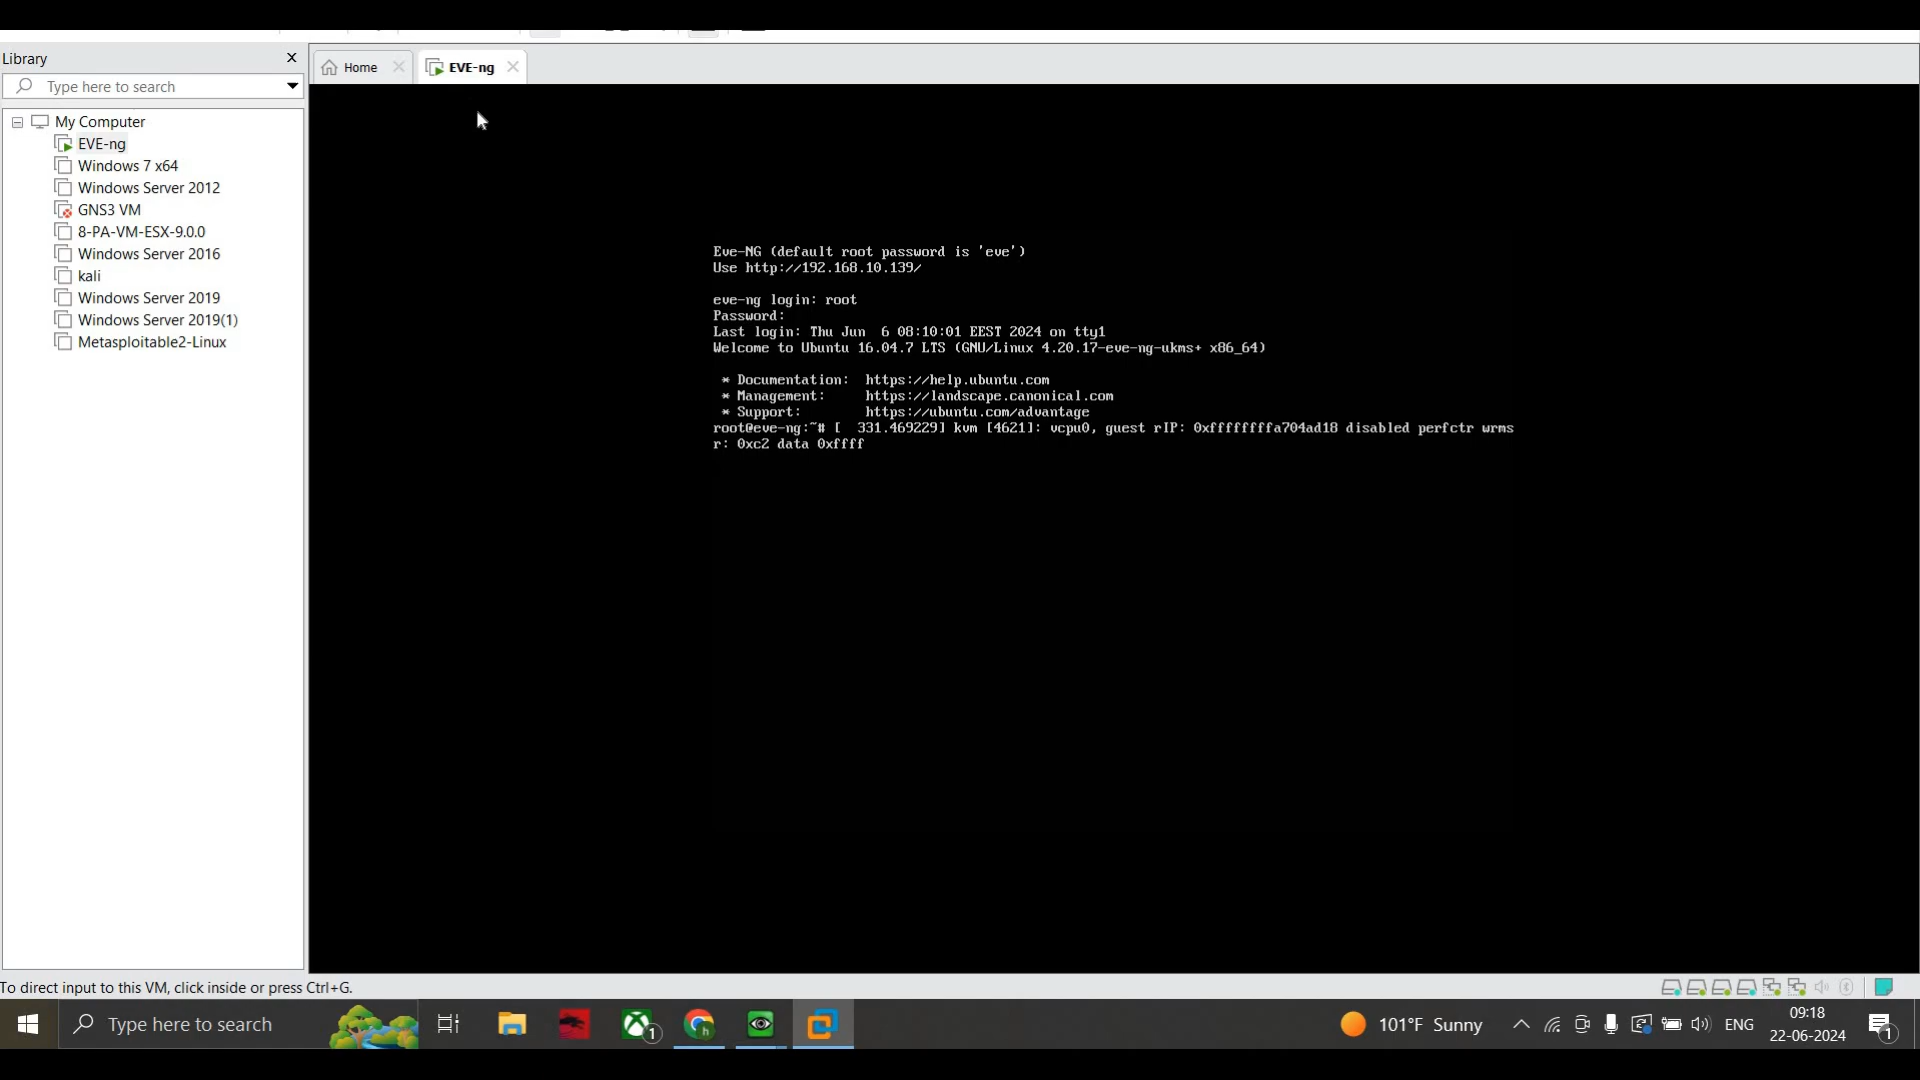 Library
Type here to search
My Computer
EVE-ng
Windows 7 x64
Windows Server 2012
GNS3 VM
8-PA-VM-ESX-9.0.0
Windows Server 2016
kali
Windows Server 2019
Windows Server 2019(1)
Metasploitable2-Linux
Home
EVE-ng
Eve-NG (default root password is 'eve')
Use http://192.168.10.139/
eve-ng login: root
Password:
Last login: Thu Jun  6 08:10:01 EEST 2024 on tty1
Welcome to Ubuntu 16.04.7 LTS (GNU/Linux 4.20.17-eve-ng-ukms+ x86_64)
* Documentation:  https://help.ubuntu.com
* Management:     https://landscape.canonical.com
* Support:        https://ubuntu.com/advantage
root@eve-ng:~# [  331.469229] kvm [4621]: vcpu0, guest rIP: 0xffffffffa704ad18 disabled perfctr wrms
r: 0xc2 data 0xffff
To direct input to this VM, click inside or press Ctrl+G.
Type here to search
1
101°F Sunny
ENG
09:18
22-06-2024
1